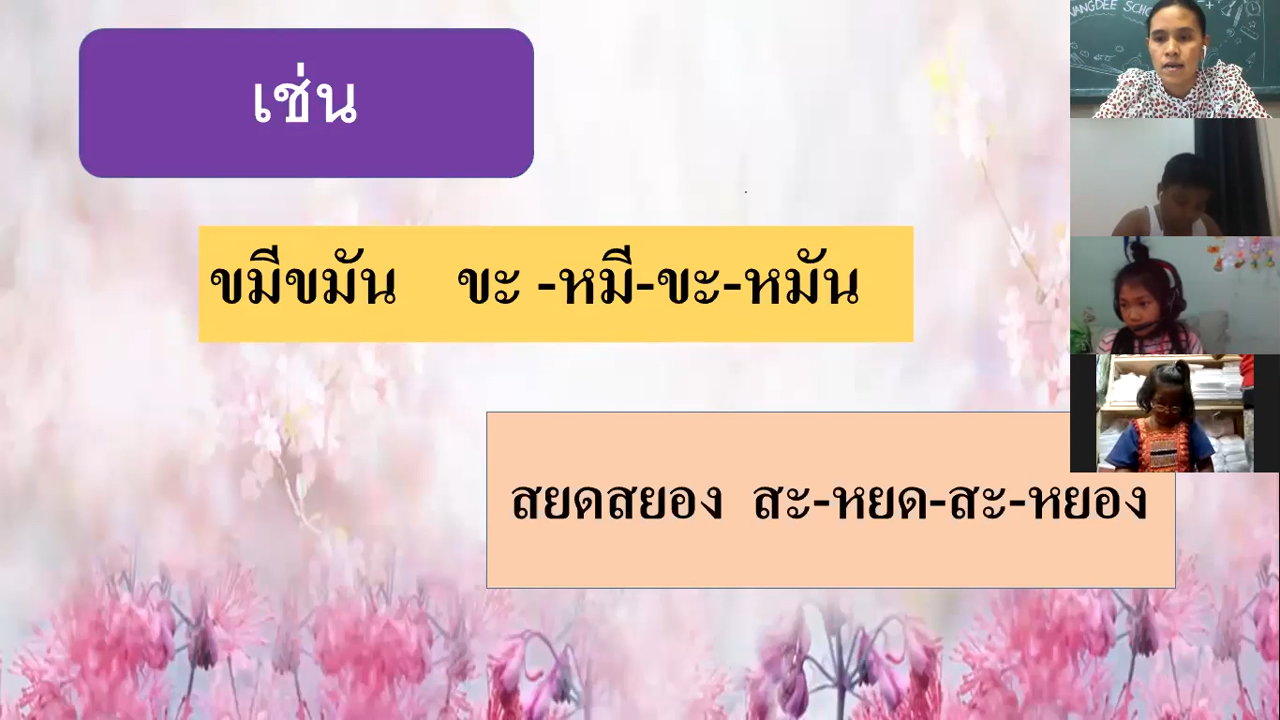 เช่น
ขมีขมัน ขะ -หมี-ขะ-หมัน
สยดสยอง สะ-หยด-สะ-หยอง